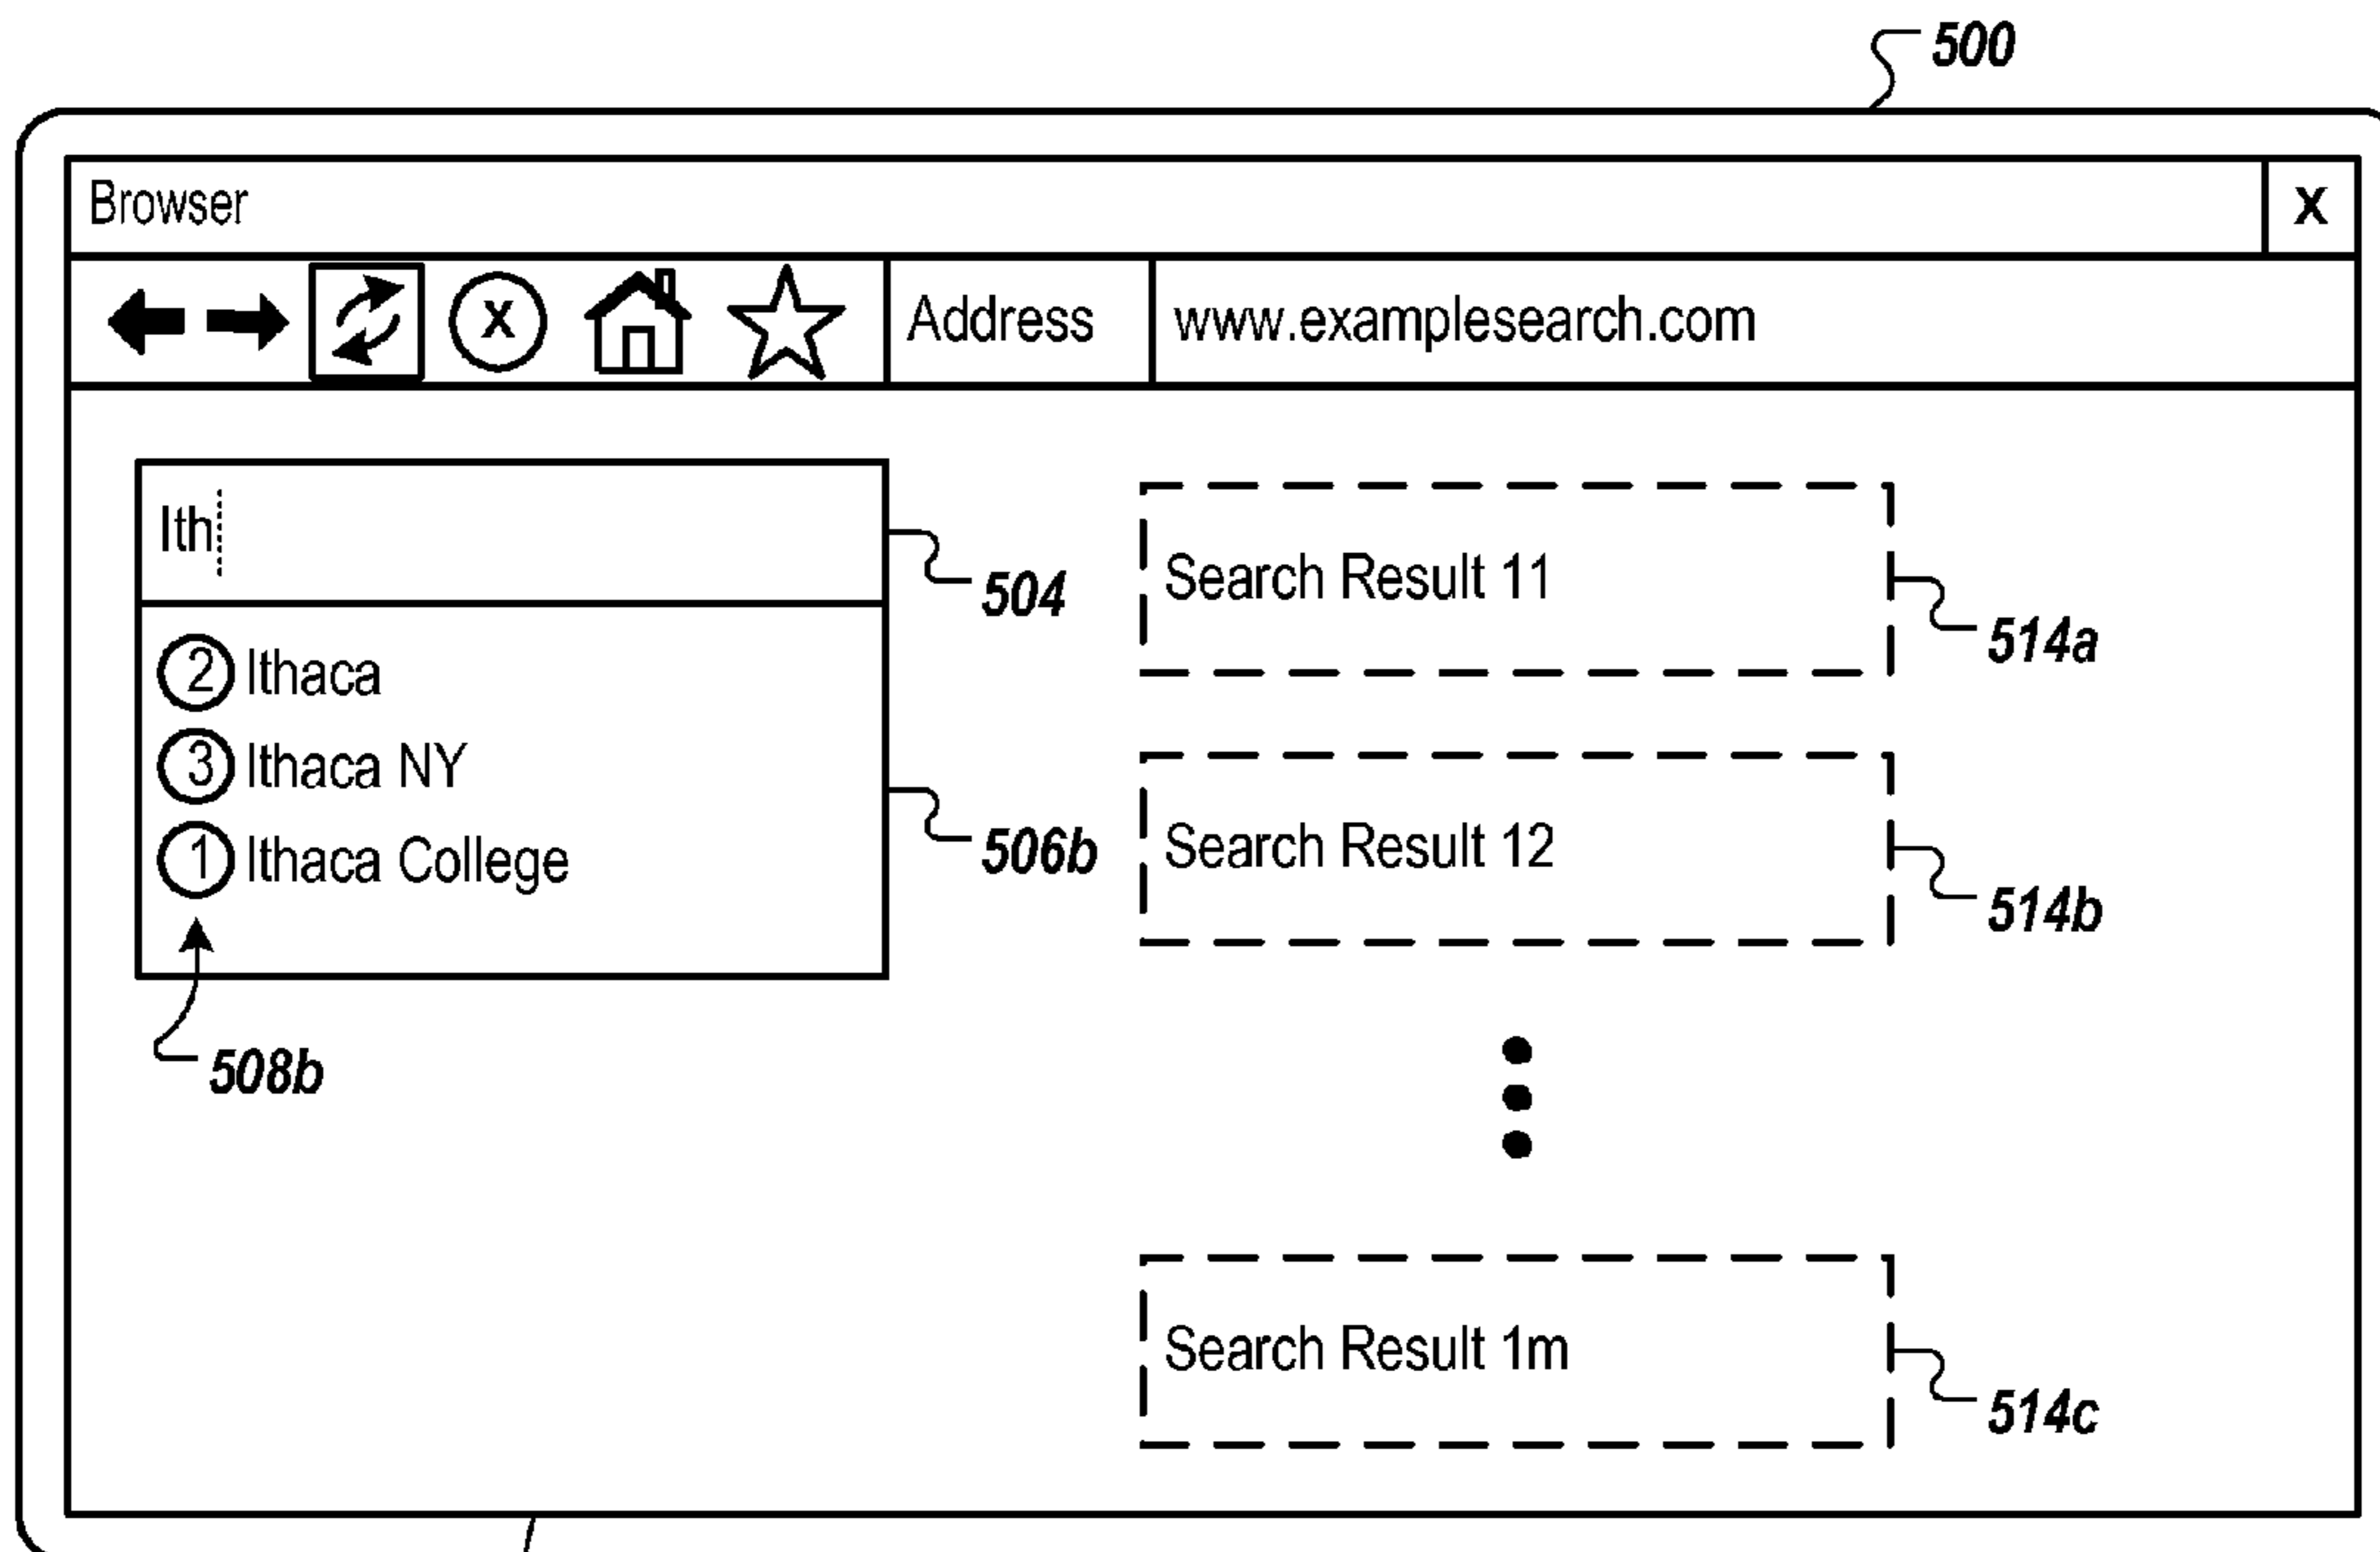 500
Browser X
X Address www.examplesearch.com
Ith
504
2 Ithaca
3 Ithaca NY
1 Ithaca College
506b
508b
Search Result 11
514a
Search Result 12
514b
Search Result 1m
514c